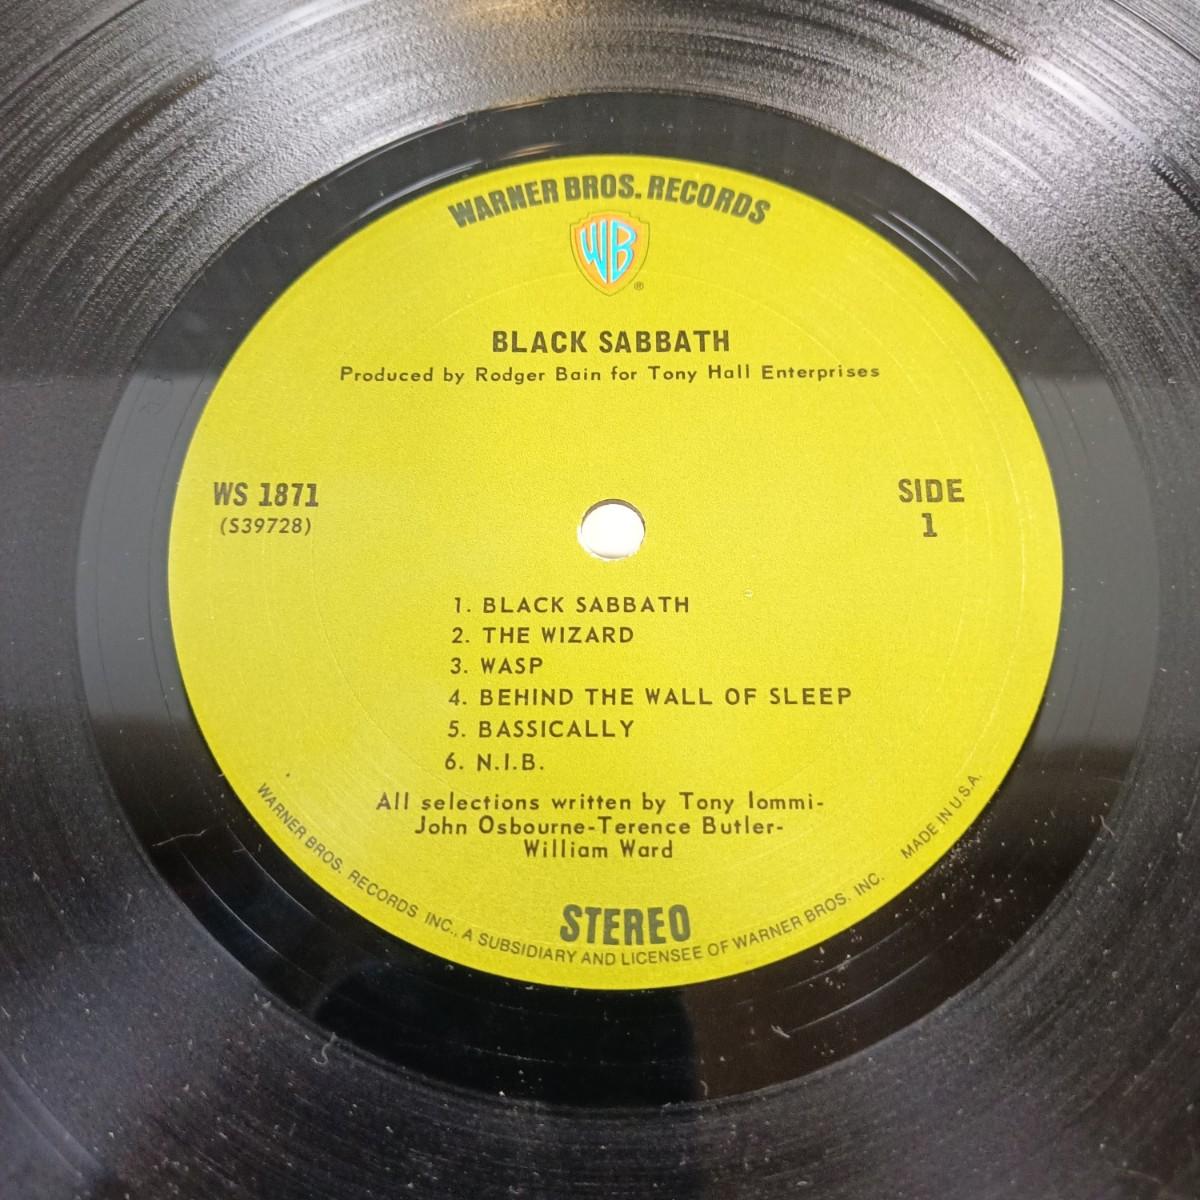 WARNER BROS. RECORDS
WB
®
BLACK SABBATH
Produced by Rodger Bain for Tony Hall Enterprises
WS 1871
(S39728)
SIDE
1
1. BLACK SABBATH
2. THE WIZARD
3. WASP
4. BEHIND THE WALL OF SLEEP
5. BASSICALLY
6. N.I.B.
All selections written by Tony Iommi-
John Osbourne-Terence Butler-
William Ward
STEREO
WARNER BROS. RECORDS INC., A SUBSIDIARY AND LICENSEE OF WARNER BROS. INC. MADE IN U.S.A.